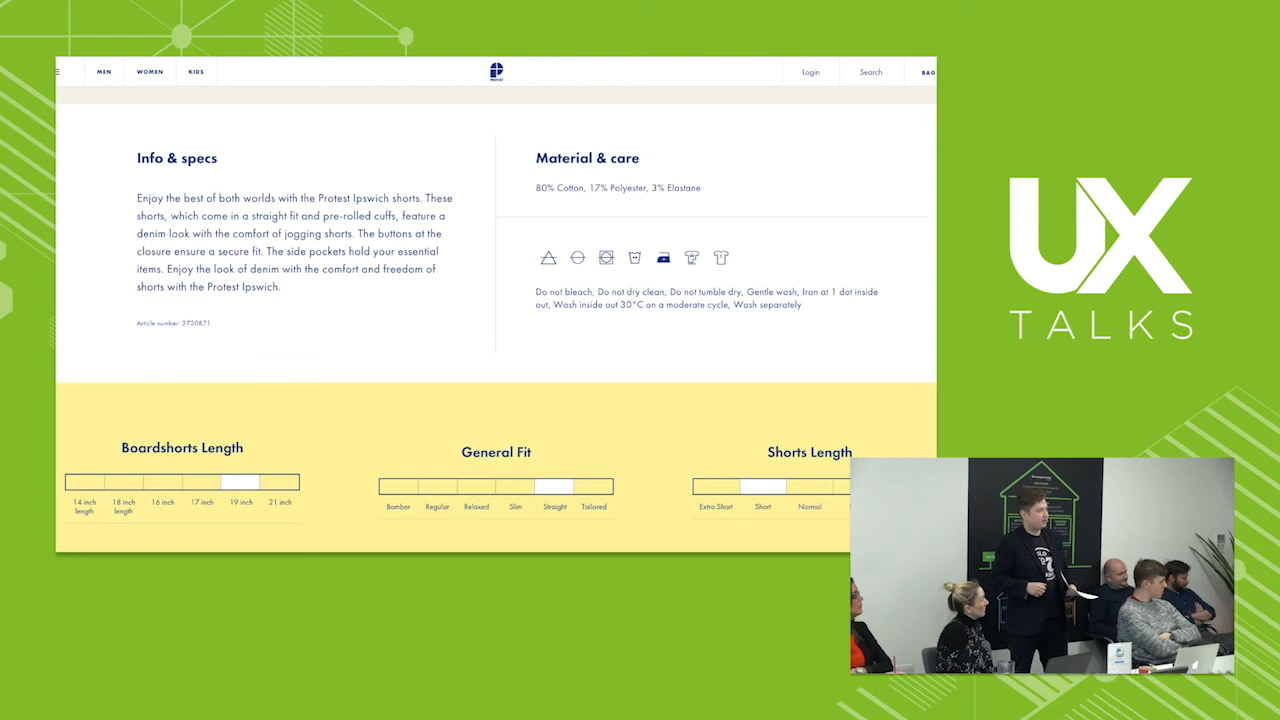 MEN
WOMEN
KIDS
PROTEST
Login
Search
BAG
Info & specs
Enjoy the best of both worlds with the Protest Ipswich shorts. These
shorts, which come in a straight fit and pre-rolled cuffs, feature a
denim look with the comfort of jogging shorts. The buttons at the
closure ensure a secure fit. The side pockets hold your essential
items. Enjoy the look of denim with the comfort and freedom of
shorts with the Protest Ipswich.
Article number: 2720871
Material & care
80% Cotton, 17% Polyester, 3% Elastane
Do not bleach, Do not dry clean, Do not tumble dry, Gentle wash, Iron at 1 dot inside
out, Wash inside out 30°C on a moderate cycle, Wash separately
Boardshorts Length
14 inch length
18 inch length
16 inch
17 inch
19 inch
21 inch
General Fit
Bomber
Regular
Relaxed
Slim
Straight
Tailored
Shorts Length
Extra Short
Short
Normal
UX
TALKS